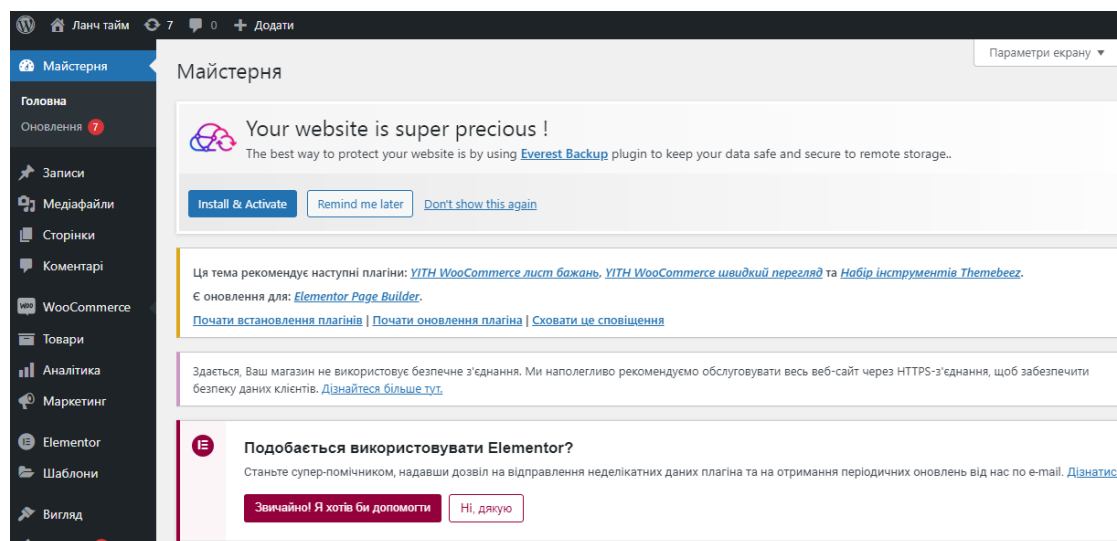 Ланч тайм 7 0 + Додати
Параметри екрану ▼
Майстерня
Головна
Оновлення 7
Записи
Медіафайли
Сторінки
Коментарі
WooCommerce
Товари
Аналітика
Маркетинг
Elementor
Шаблони
Вигляд
Майстерня
Your website is super precious !
The best way to protect your website is by using Everest Backup plugin to keep your data safe and secure to remote storage..
Install & Activate Remind me later Don't show this again
Ця тема рекомендує наступні плагіни: YITH WooCommerce лист бажань, YITH WooCommerce швидкий перегляд та Набір інструментів Themebeez.
Є оновлення для: Elementor Page Builder.
Почати встановлення плагінів | Почати оновлення плагіна | Сховати це сповіщення
Здається, Ваш магазин не використовує безпечне з'єднання. Ми наполегливо рекомендуємо обслуговувати весь веб-сайт через HTTPS-з'єднання, щоб забезпечити
безпеку даних клієнтів. Дізнайтеся більше тут.
Подобається використовувати Elementor?
Станьте супер-помічником, надавши дозвіл на відправлення неделікатних даних плагіна та на отримання періодичних оновлень від нас по e-mail. Дізнатис
Звичайно! Я хотів би допомогти Ні, дякую